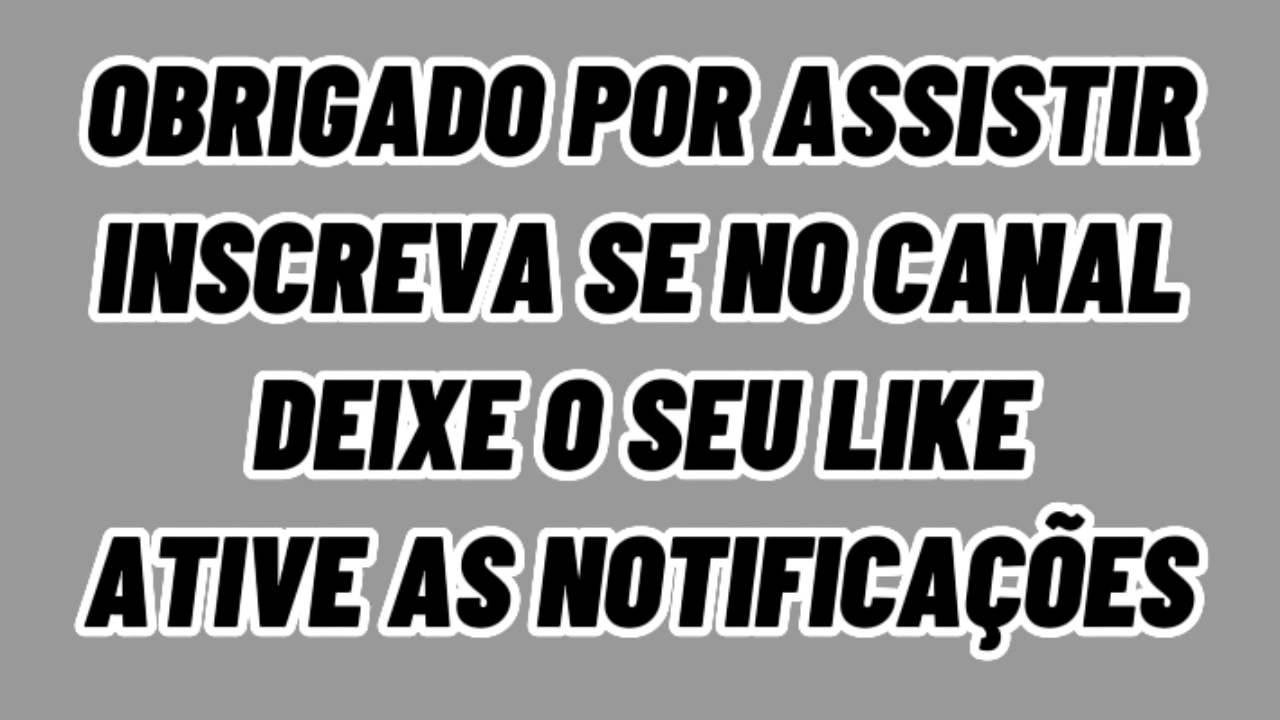 OBRIGADO POR ASSISTIR
INSCREVA SE NO CANAL
DEIXE O SEU LIKE
ATIVE AS NOTIFICAÇÕES